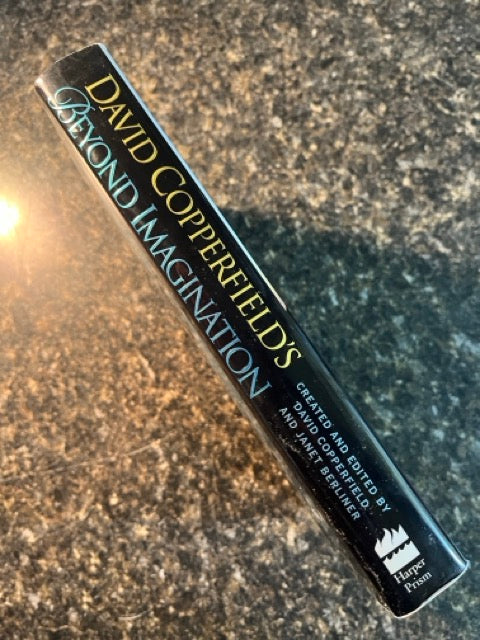 DAVID COPPERFIELD'S
BEYOND IMAGINATION
CREATED AND EDITED BY
DAVID COPPERFIELD
AND JANET BERLINER
Harper
Prism